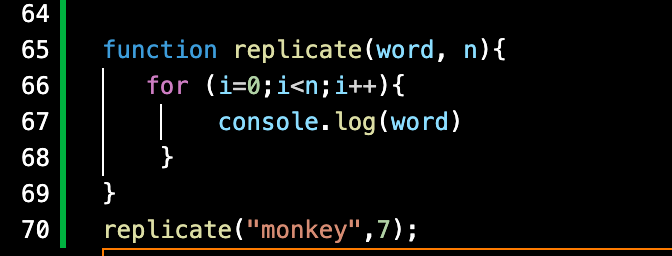 64
65 function replicate(word, n){
66 for (i=0;i<n;i++){
67 console.log(word)
68 }
69 }
70 replicate("monkey",7);